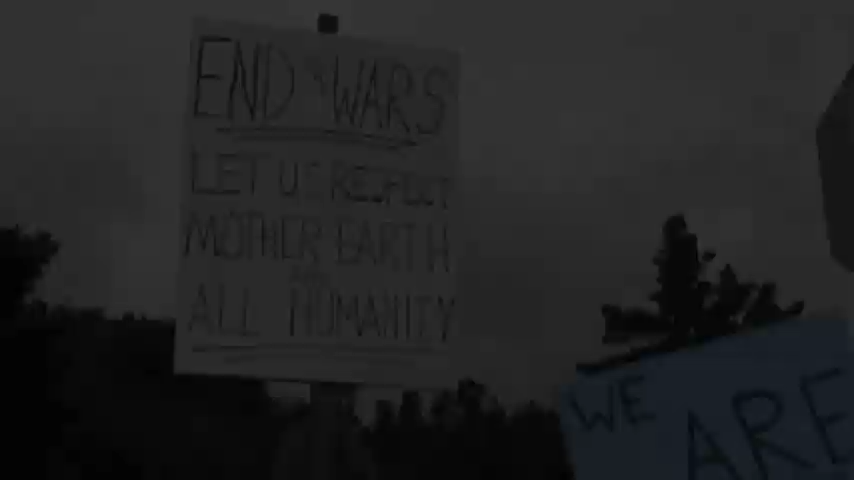 END WARS
LET US RESPECT
MOTHER EARTH
ALL HUMANITY
WE ARE